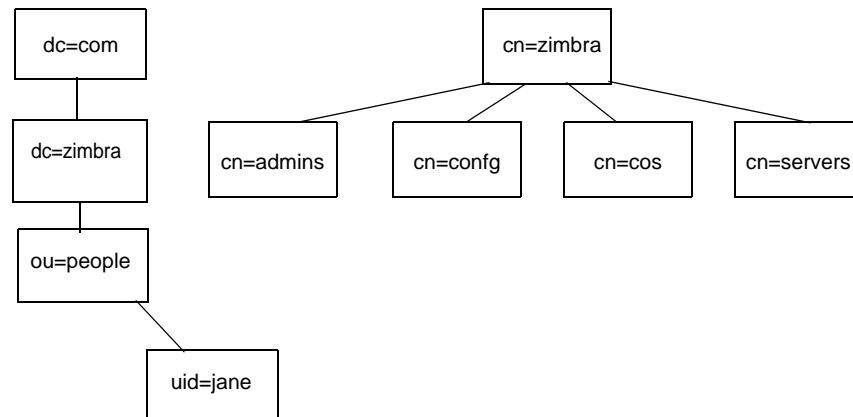 dc=com
cn=zimbra
dc=zimbra
cn=admins
cn=confg
cn=cos
cn=servers
ou=people
uid=jane